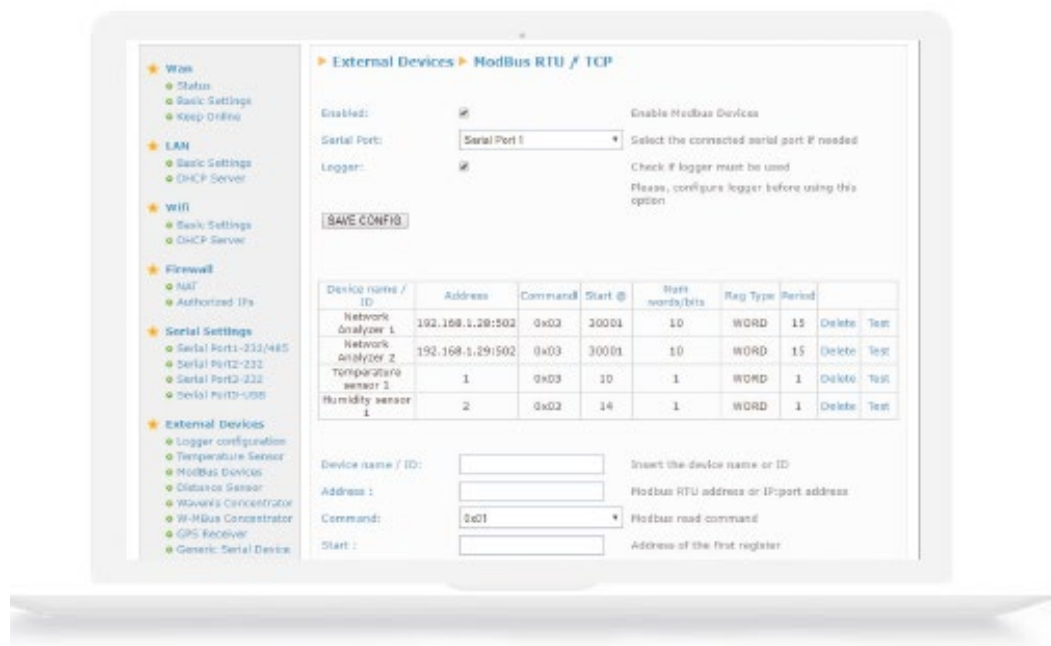 Wan
Status
Basic Settings
Keep Online
LAN
Basic Settings
DHCP Server
Wifi
Basic Settings
DHCP Server
Firewall
NAT
Authorized IPs
Serial Settings
Serial Port1-232/485
Serial Port2-232
Serial Port3-232
Serial Port5-USB
External Devices
Logger configuration
Temperature Sensor
ModBus Devices
Distance Sensor
Wavenis Concentrator
W-MBus Concentrator
GPS Receiver
Generic Serial Device
External Devices ModBus RTU / TCP
Enabled: Enable Modbus Devices
Serial Port: Serial Port 1 Select the connected serial port if needed
Logger: Check if logger must be used
Please, configure logger before using this
option
SAVE CONFIG
Device name / ID Address Command Start @ Num words/bits Reg Type Period
Network Analyzer 1 192.168.1.28:502 0x03 30001 10 WORD 15 Delete Test
Network Analyzer 2 192.168.1.29:502 0x03 30001 10 WORD 15 Delete Test
Temperature sensor 1 1 0x03 10 1 WORD 1 Delete Test
Humidity sensor 1 2 0x03 14 1 WORD 1 Delete Test
Device name / ID: Insert the device name or ID
Address : Modbus RTU address or IP:port address
Command: 0x01 Modbus read command
Start : Address of the first register